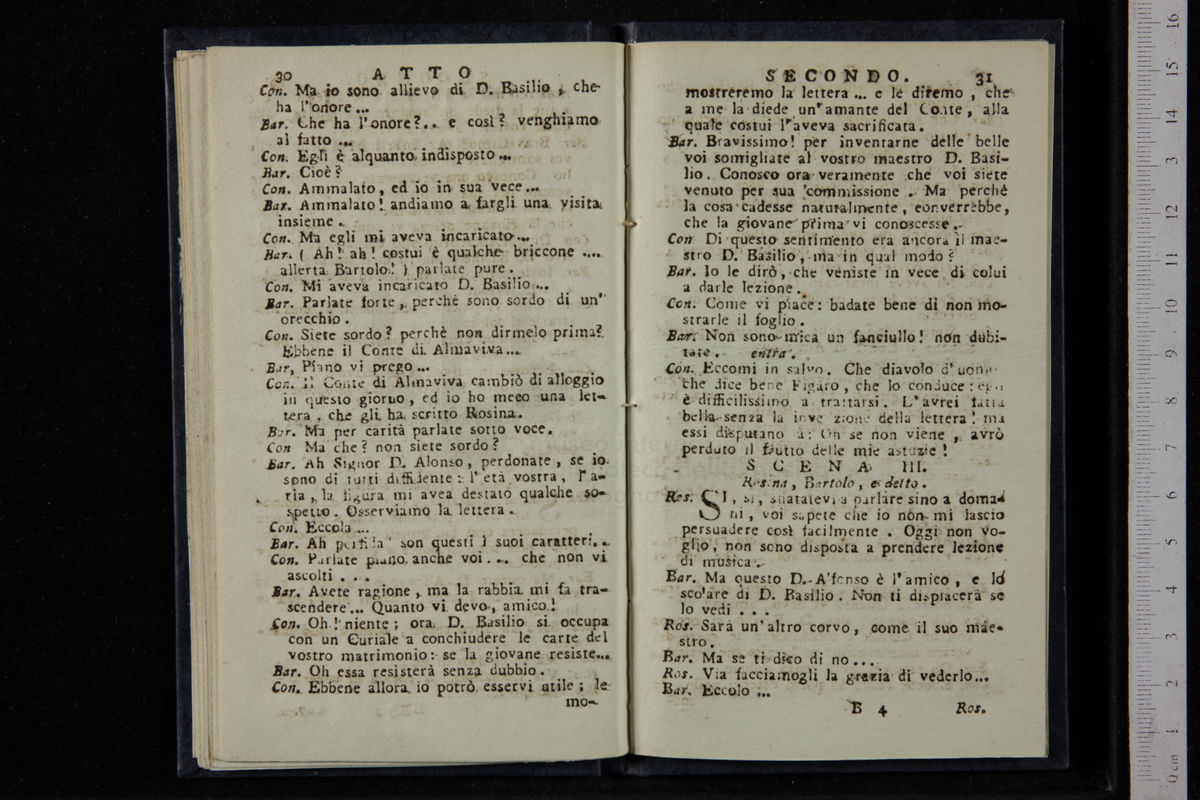 30 ATTO
Con. Ma io sono allievo di D. Basilio, che
ha l'onore...
Bar. Che ha l'onore?... e così? venghiamo
al fatto...
Con. Egli è alquanto indisposto...
Bar. Cioè?
Con. Ammalato, ed io in sua vece...
Bar. Ammalato! andiamo a fargli una visita
insieme.
Con. Ma egli mi aveva incaricato...
Bar. ( Ah! ah! costui è qualche briccone ....
allerta Bartolo! ) parlate pure.
Con. Mi aveva incaricato D. Basilio...
Bar. Parlate forte, perchè sono sordo di un'
orecchio.
Con. Siete sordo? perchè non dirmelo prima?
Ebbene il Conte di Almaviva...
Bar, Piano vi prego...
Con. Il Conte di Almaviva cambiò di alloggio
in questo giorno, ed io ho meco una let-
tera, che gli ha scritto Rosina.
Bar. Ma per carità parlate sotto voce.
Con Ma che? non siete sordo?
Bar. Ah Signor D. Alonso, perdonate, se io
sono di tutti diffidente: l'età vostra, l'a-
ria, la figura mi avea destato qualche so-
spetto. Osserviamo la lettera.
Con. Eccola...
Bar. Ah perfida! son questi i suoi caratteri..
Con. Parlate piano anche voi.... che non vi
ascolti...
Bar. Avete ragione, ma la rabbia mi fa tra-
scendere... Quanto vi devo, amico!
Con. Oh! niente; ora D. Basilio si occupa
con un Curiale a conchiudere le carte del
vostro matrimonio: se la giovane resiste...
Bar. Oh essa resisterà senza dubbio.
Con. Ebbene allora io potrò esservi utile; le
mo-
SECONDO. 31
mostreremo la lettera... e le diremo, che
a me la diede un'amante del Conte, alla
quale costui l'aveva sacrificata.
Bar. Bravissimo! per inventarne delle belle
voi somigliate al vostro maestro D. Basi-
lio. Conosco ora veramente che voi siete
venuto per sua commissione. Ma perchè
la cosa cadesse naturalmente, converrebbe,
che la giovane prima vi conoscesse.
Con Di questo sentimento era ancora il mae-
stro D. Basilio, ma in qual modo?
Bar. Io le dirò, che veniste in vece di colui
a darle lezione.
Con. Come vi piace: badate bene di non mo-
strarle il foglio.
Bar. Non sono mica un fanciullo! non dubi-
tate. entra.
Con. Eccomi in salvo. Che diavolo d'uomo
che dice bene Figaro, che lo conduce: egli
è difficilissimo a trattarsi. L'avrei fatta
bella senza la invenzione della lettera! ma
essi disputano Oh se non viene, avrò
perduto il frutto delle mie astuzie!
SCENA III.
Rosina, Bartolo, e detto.
Ros. SI, sì, sfiatatevi a parlare sino a doma-
ni, voi sapete che io non mi lascio
persuadere così facilmente. Oggi non vo-
glio, non sono disposta a prendere lezione
di musica.
Bar. Ma questo D. Alfonso è l'amico, e lo
scolare di D. Basilio. Non ti dispiacerà se
lo vedi...
Ros. Sarà un'altro corvo, come il suo mae-
stro.
Bar. Ma se ti dico di no...
Ros. Via facciamogli la grazia di vederlo...
Bar. Eccolo...
B 4 Ros.
0 cm 1 2 3 4 5 6 7 8 9 10 11 12 13 14 15 16